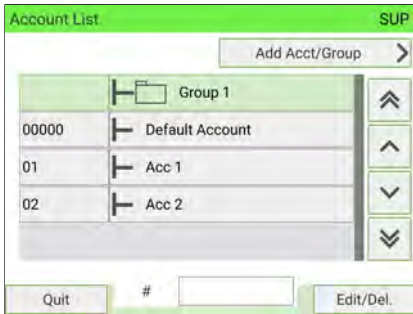 Account List SUP
Add Acct/Group
Group 1
00000 Default Account
01 Acc 1
02 Acc 2
Quit # Edit/Del.